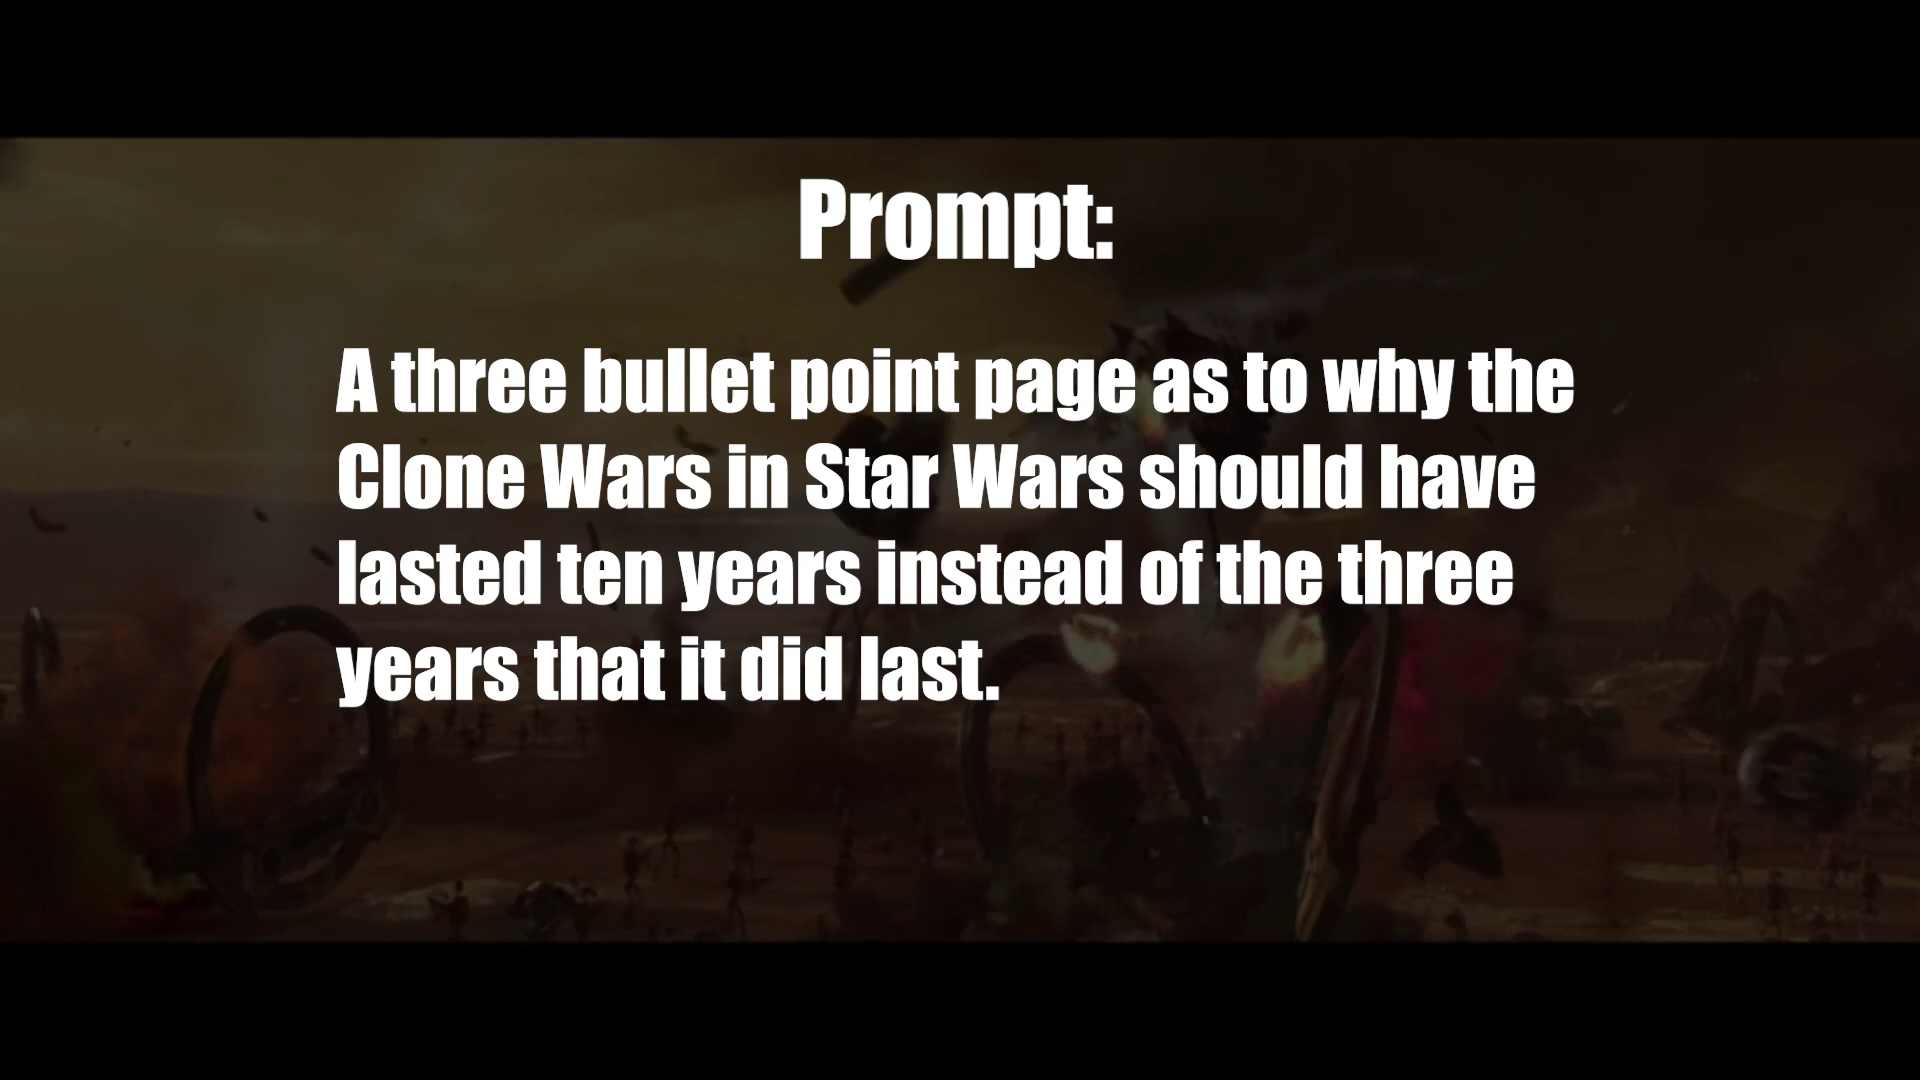 Prompt:
A three bullet point page as to why the
Clone Wars in Star Wars should have
lasted ten years instead of the three
years that it did last.